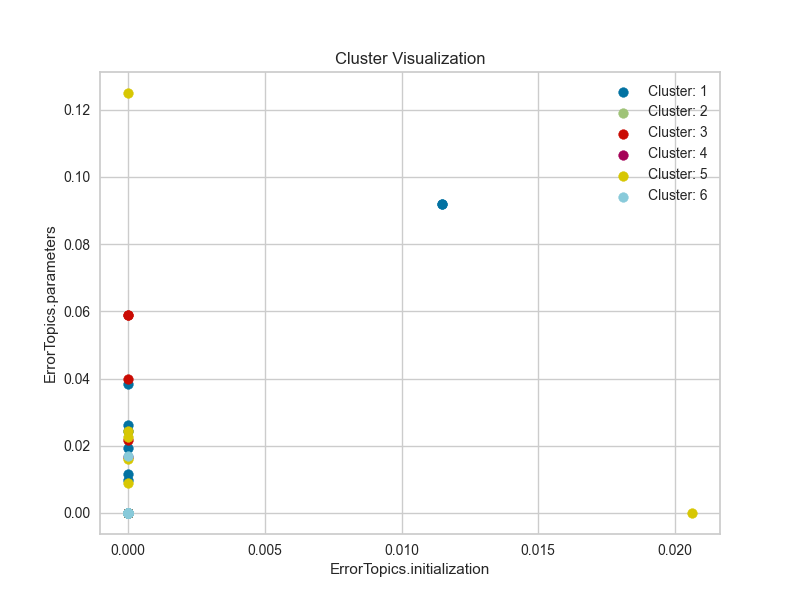 Cluster Visualization
Cluster: 1
Cluster: 2
Cluster: 3
Cluster: 4
Cluster: 5
Cluster: 6
0.12
0.10
0.08
0.06
0.04
0.02
0.00
ErrorTopics.parameters
0.000 0.005 0.010 0.015 0.020
ErrorTopics.initialization